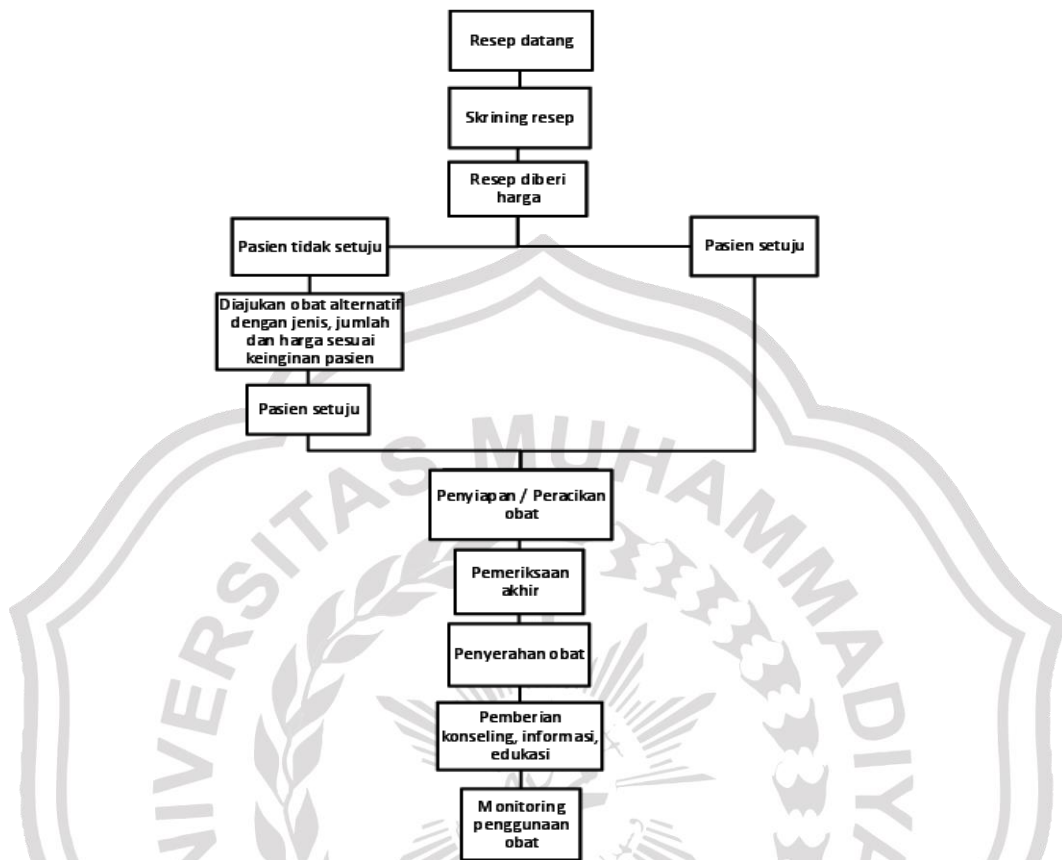 Resep datang
Skrining resep
Resep diberi
harga
Pasien tidak setuju
Pasien setuju
Diajukan obat alternatif
dengan jenis, jumlah
dan harga sesuai
keinginan pasien
Pasien setuju
Penyiapan / Peracikan
obat
Pemeriksaan
akhir
Penyerahan obat
Pemberian
konseling, informasi,
edukasi
Monitoring
penggunaan
obat
UNIVERSITAS MUHAMMADIYA